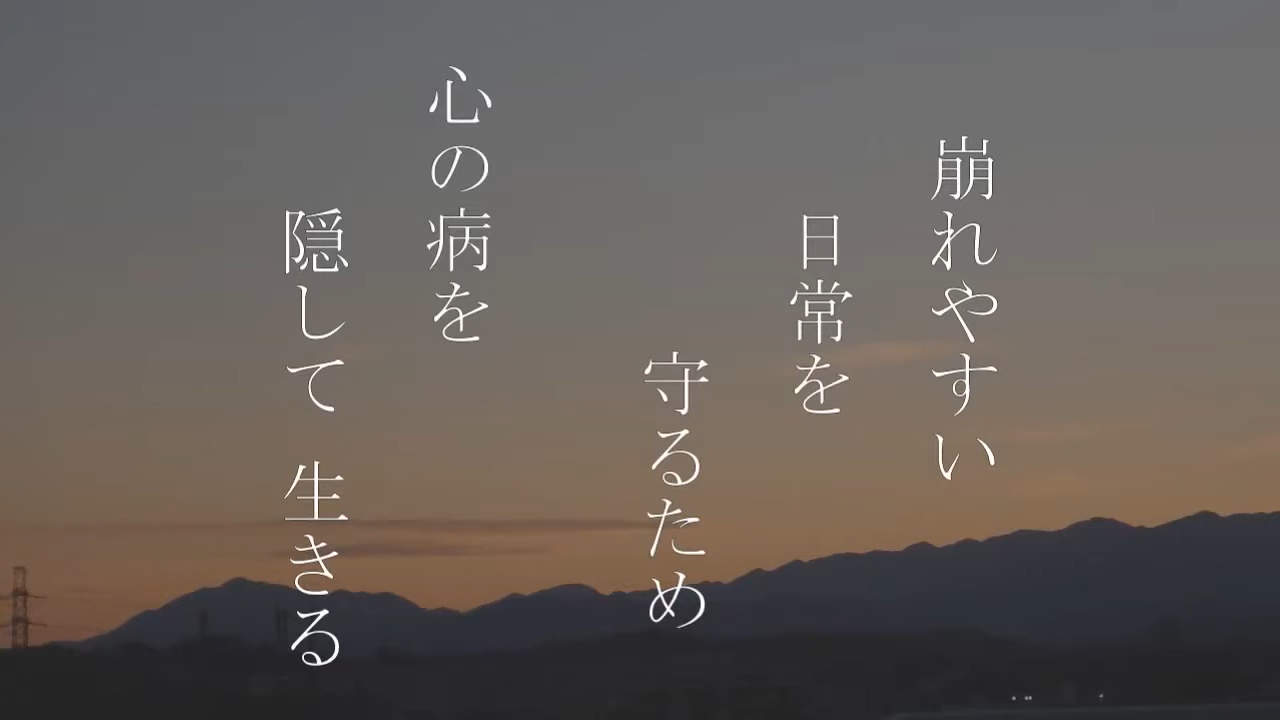 崩れやすい
日常を
守るため
心の病を
隠して 生きる